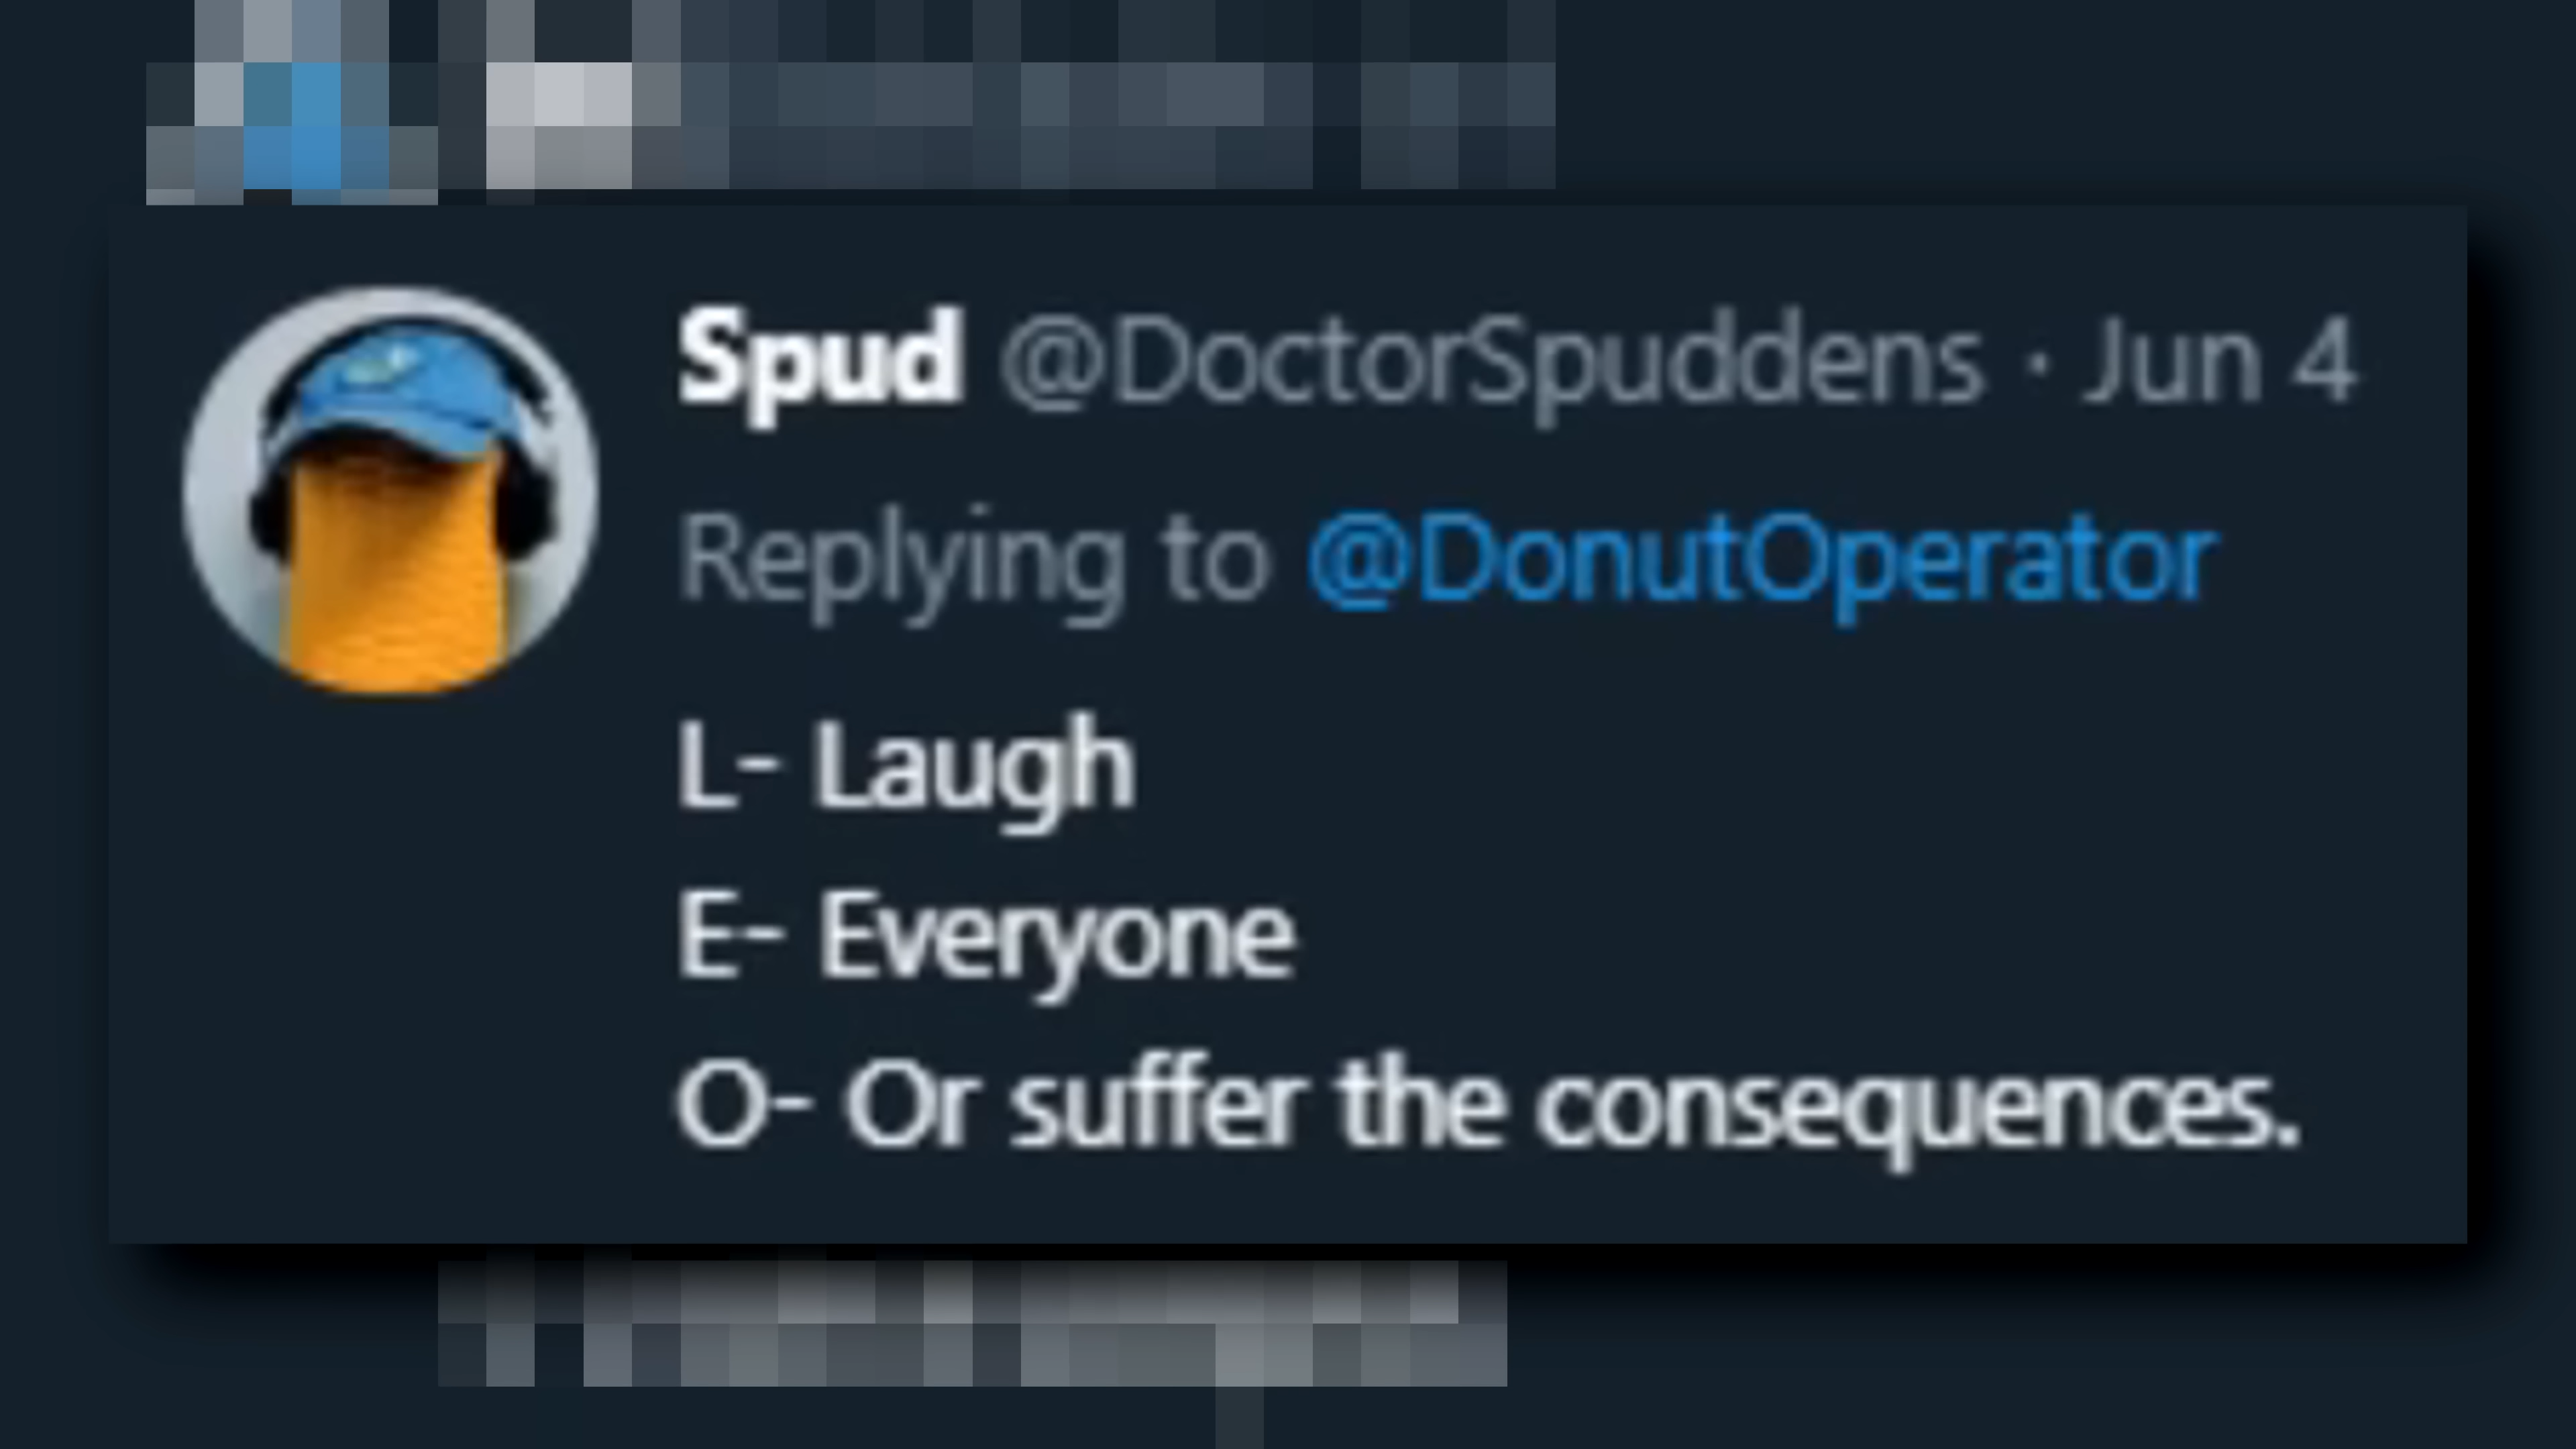 Spud @DoctorSpuddens · Jun 4
Replying to @DonutOperator
L- Laugh
E- Everyone
O- Or suffer the consequences.